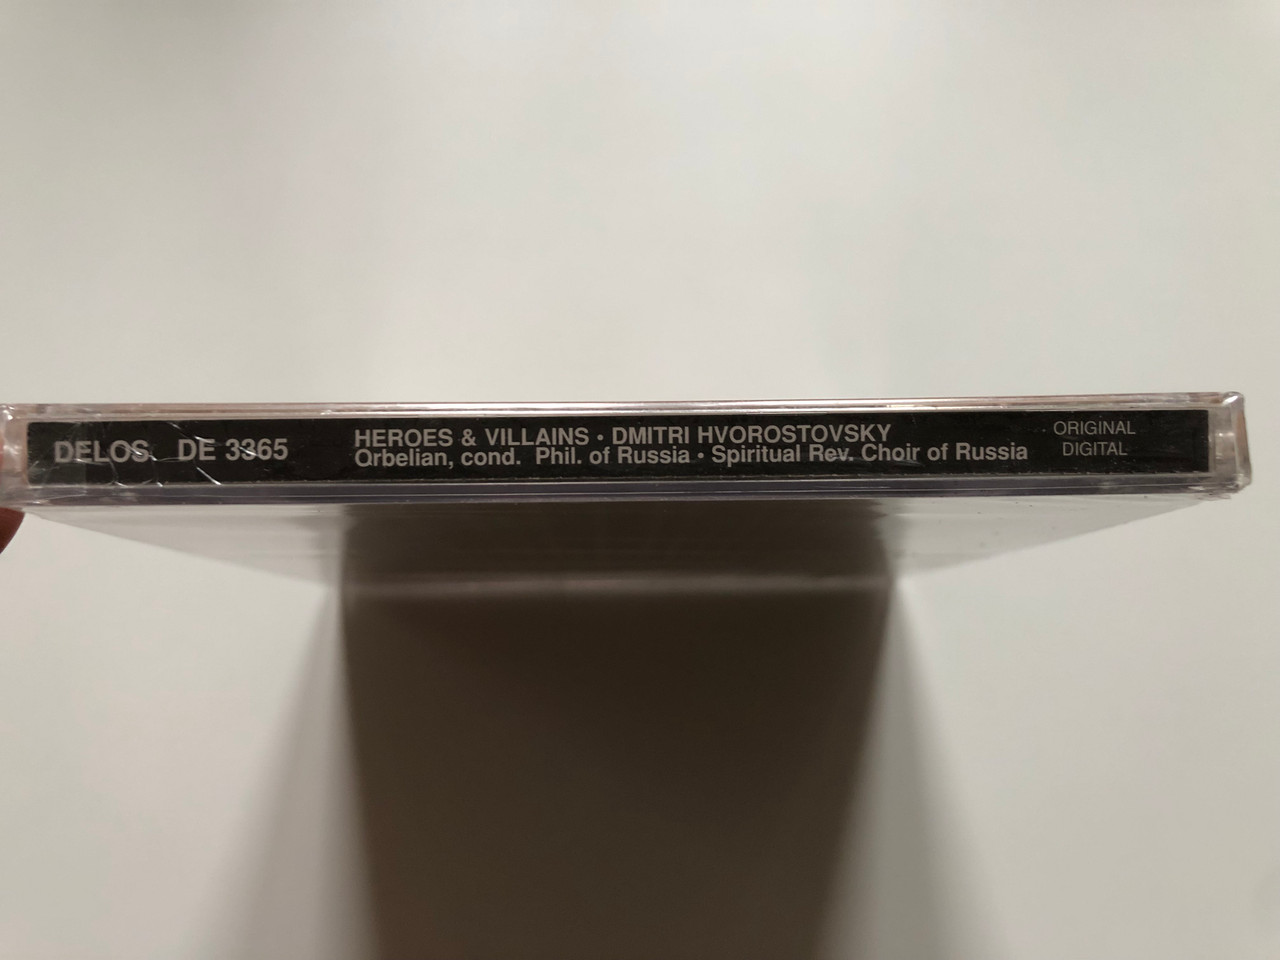 DELOS DE 3365
HEROES & VILLAINS • DMITRI HVOROSTOVSKY
Orbelian, cond. Phil. of Russia • Spiritual Rev. Choir of Russia
ORIGINAL
DIGITAL